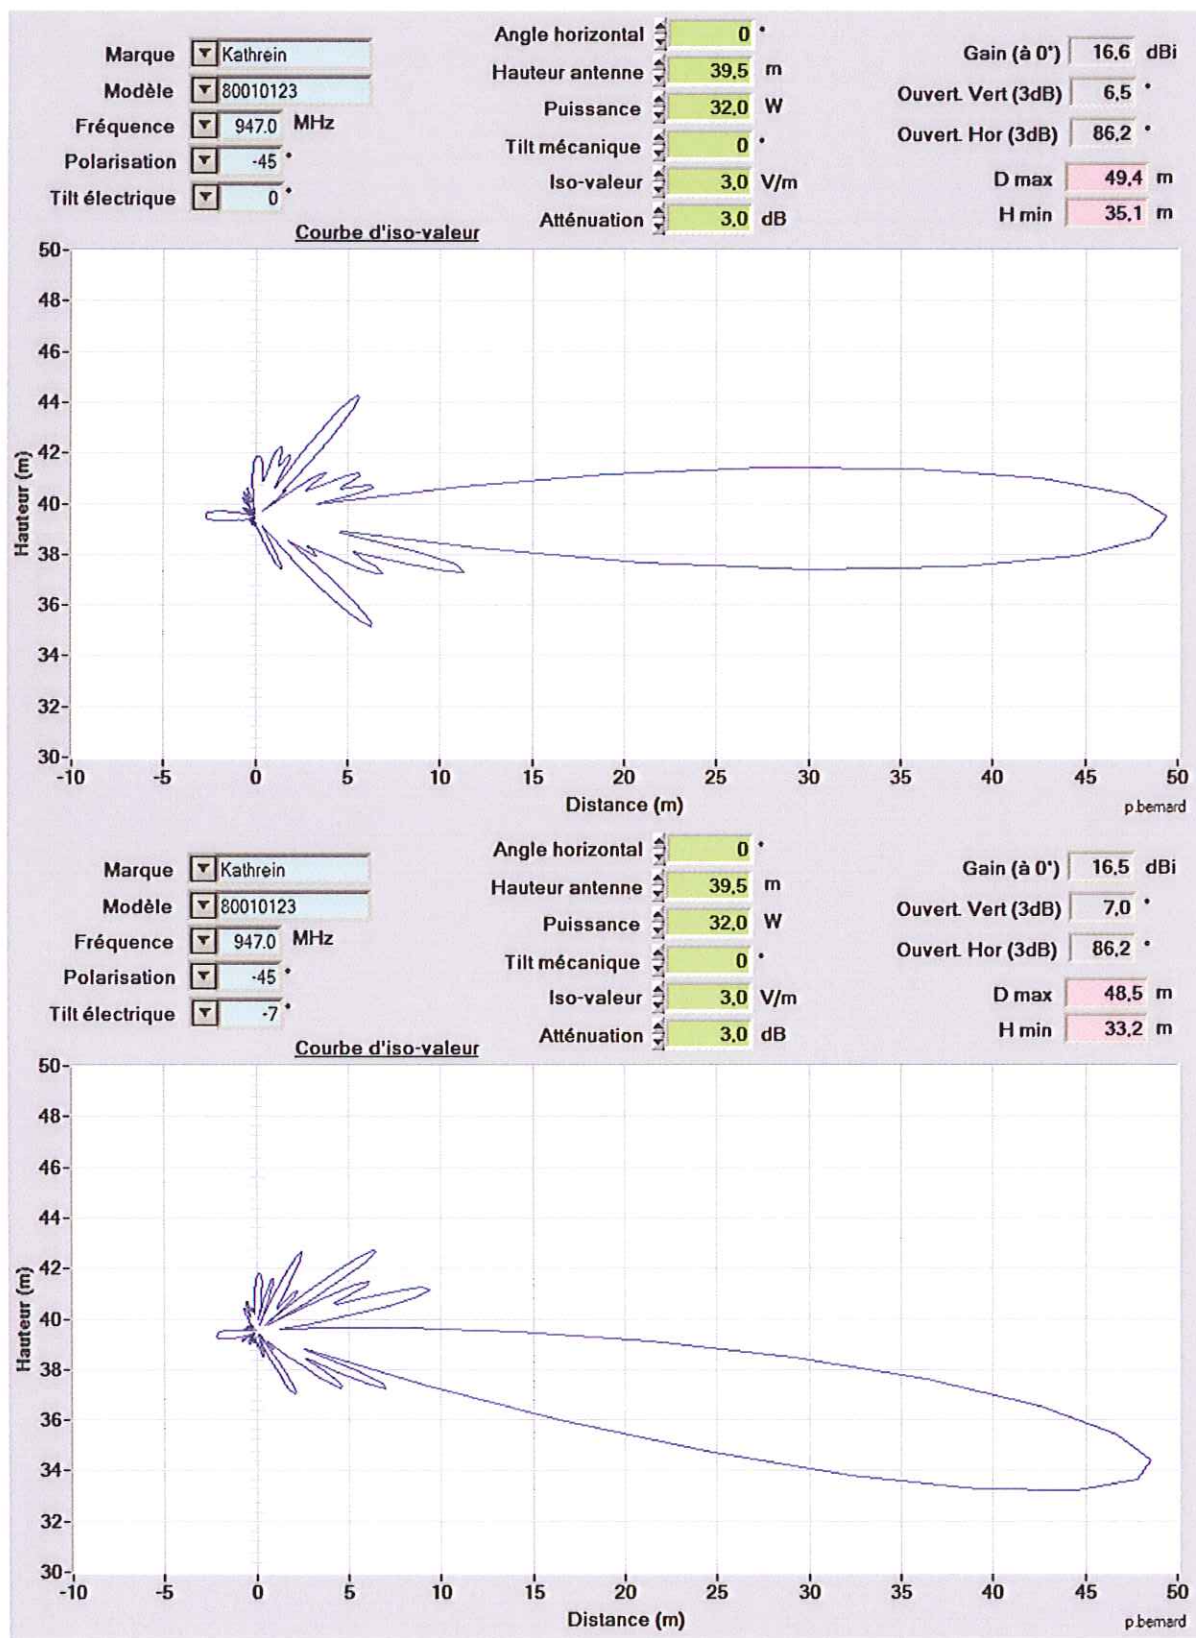 Marque Kathrein
Modèle 80010123
Fréquence 947.0 MHz
Polarisation -45 °
Tilt électrique 0 °
Angle horizontal 0 °
Hauteur antenne 39,5 m
Puissance 32,0 W
Tilt mécanique 0 °
Iso-valeur 3,0 V/m
Atténuation 3,0 dB
Gain (à 0°) 16,6 dBi
Ouvert. Vert (3dB) 6,5 °
Ouvert. Hor (3dB) 86,2 °
D max 49,4 m
H min 35,1 m
Courbe d'iso-valeur
Hauteur (m)
50
48
46
44
42
40
38
36
34
32
30
-10 -5 0 5 10 15 20 25 30 35 40 45 50
Distance (m)
p.bernard
Marque Kathrein
Modèle 80010123
Fréquence 947.0 MHz
Polarisation -45 °
Tilt électrique -7 °
Angle horizontal 0 °
Hauteur antenne 39,5 m
Puissance 32,0 W
Tilt mécanique 0 °
Iso-valeur 3,0 V/m
Atténuation 3,0 dB
Gain (à 0°) 16,5 dBi
Ouvert. Vert (3dB) 7,0 °
Ouvert. Hor (3dB) 86,2 °
D max 48,5 m
H min 33,2 m
Courbe d'iso-valeur
Hauteur (m)
50
48
46
44
42
40
38
36
34
32
30
-10 -5 0 5 10 15 20 25 30 35 40 45 50
Distance (m)
p.bernard